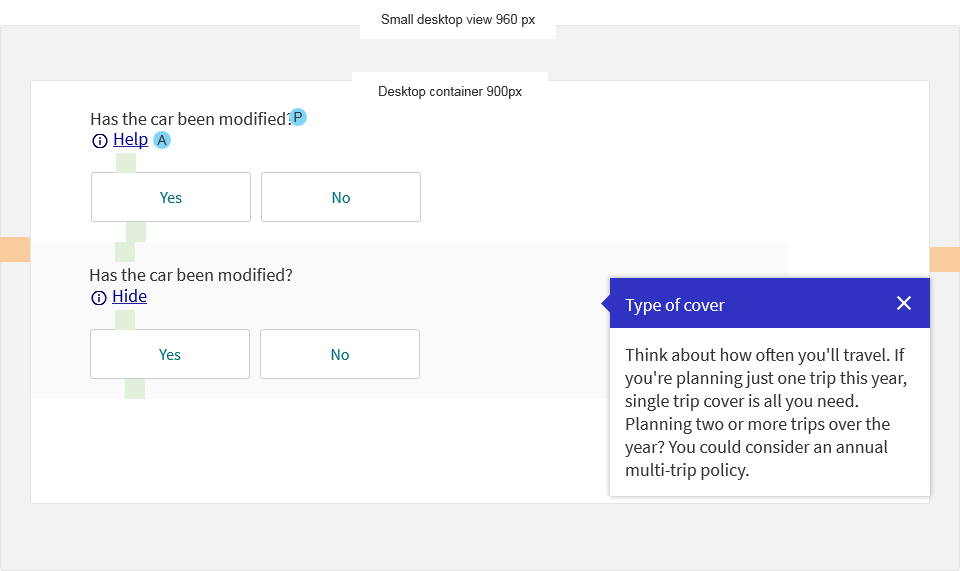 Small desktop view 960 px
Desktop container 900px
Has the car been modified? P
Help A
Yes No
Has the car been modified?
Hide
Yes No
Type of cover
Think about how often you'll travel. If
you're planning just one trip this year,
single trip cover is all you need.
Planning two or more trips over the
year? You could consider an annual
multi-trip policy.